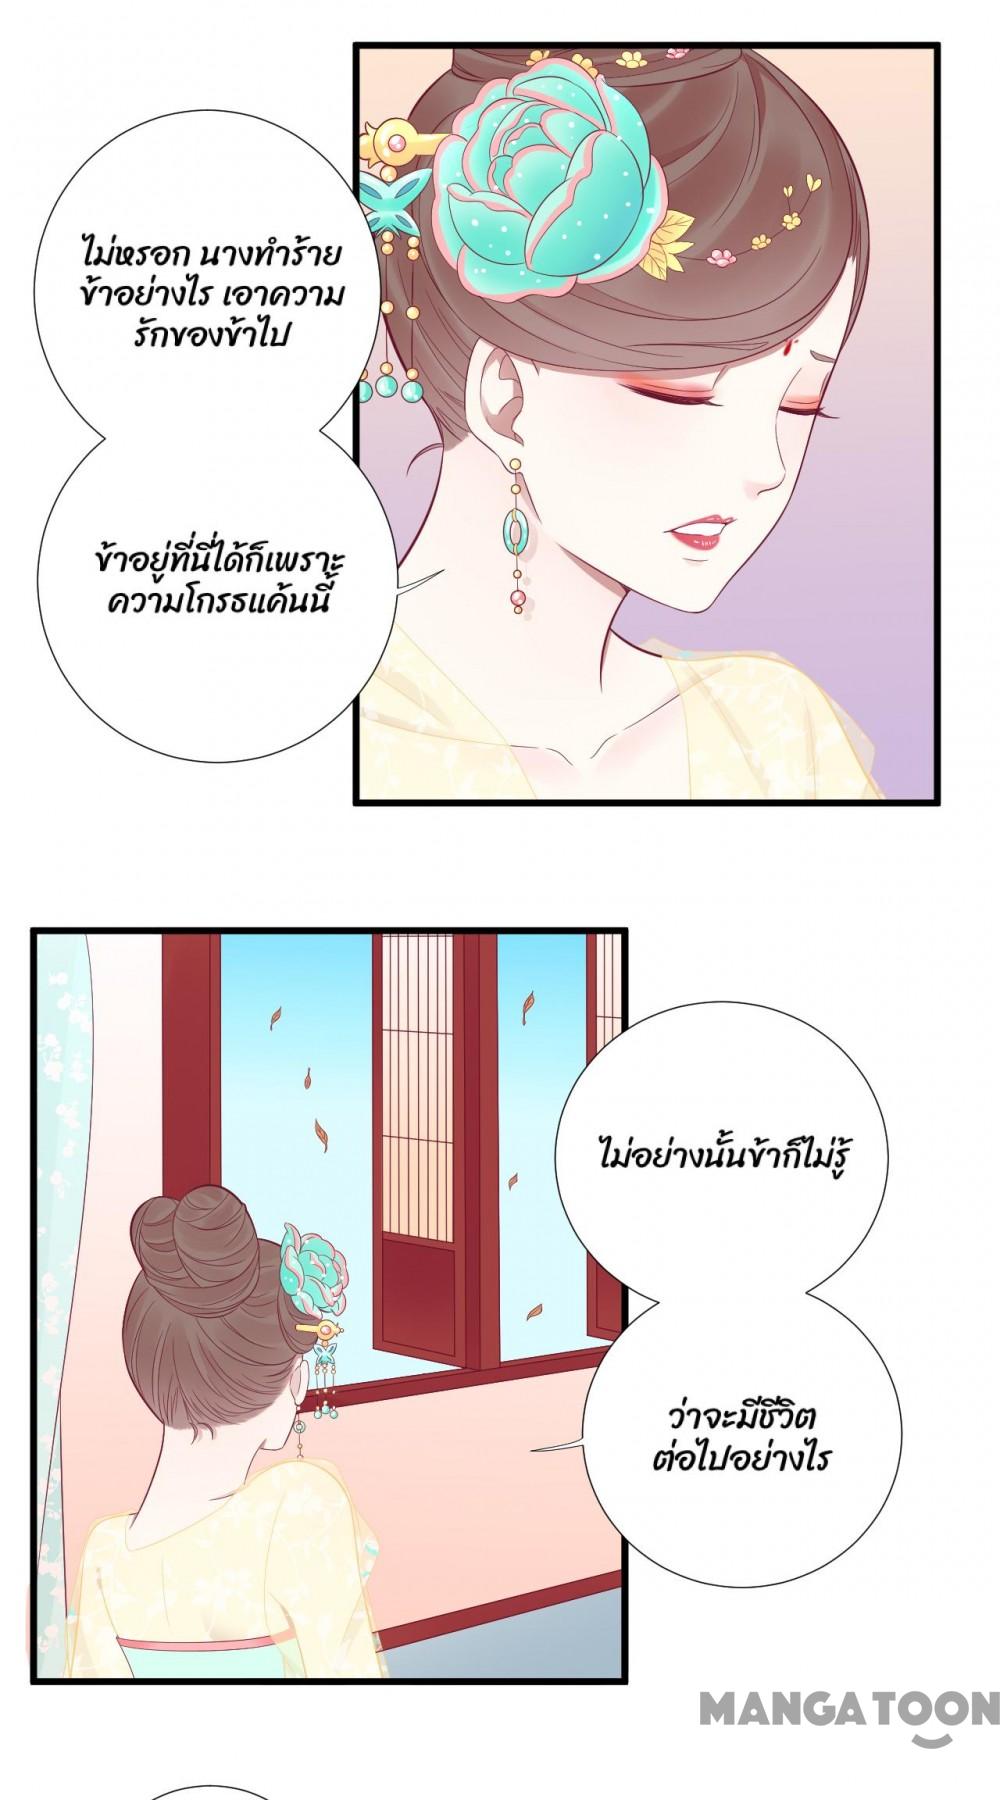 ไม่หรอก นางทำร้าย
ข้าอย่างไร เอาความ
รักของข้าไป
ข้าอยู่ที่นี่ได้ก็เพราะ
ความโกรธแค้นนี้
ไม่อย่างนั้นข้าก็ไม่รู้
ว่าจะมีชีวิต
ต่อไปอย่างไร
MANGATOON